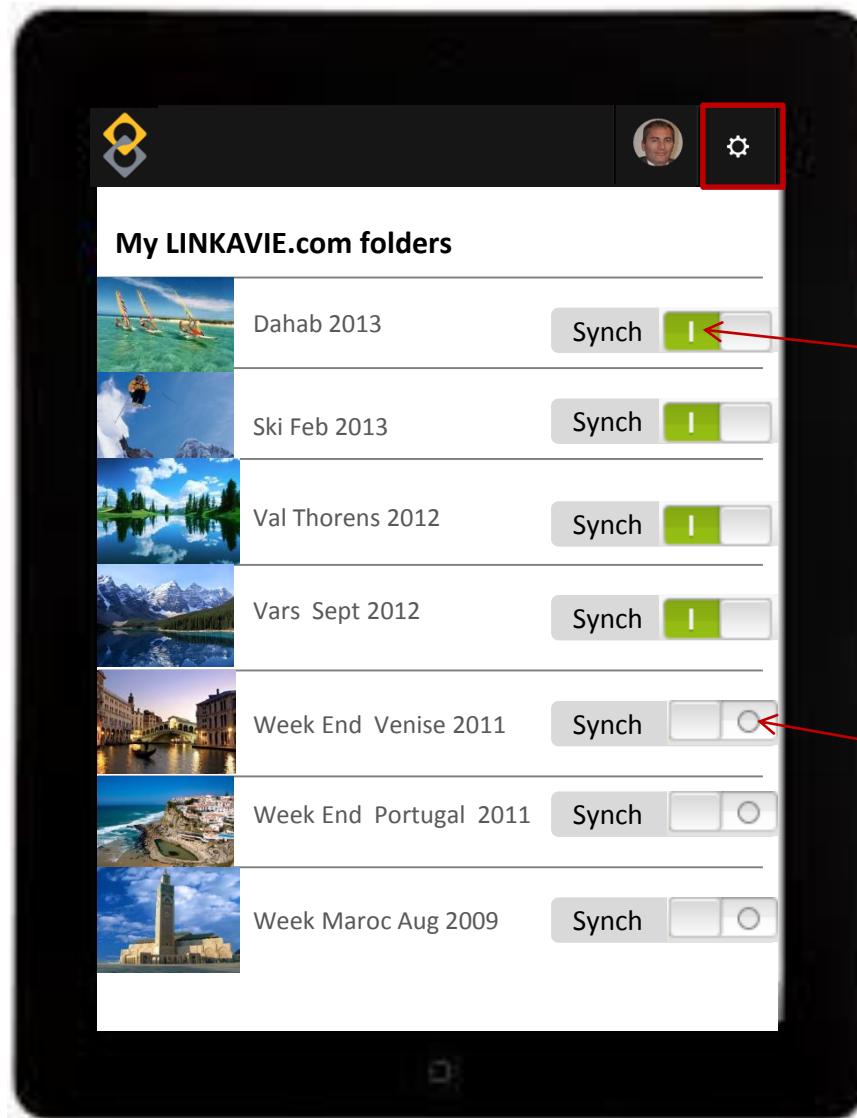 My LINKAVIE.com folders
Dahab 2013
Synch
Ski Feb 2013
Synch
Val Thorens 2012
Synch
Vars  Sept 2012
Synch
Week End  Venise 2011
Synch
Week End  Portugal  2011
Synch
Week Maroc Aug 2009
Synch